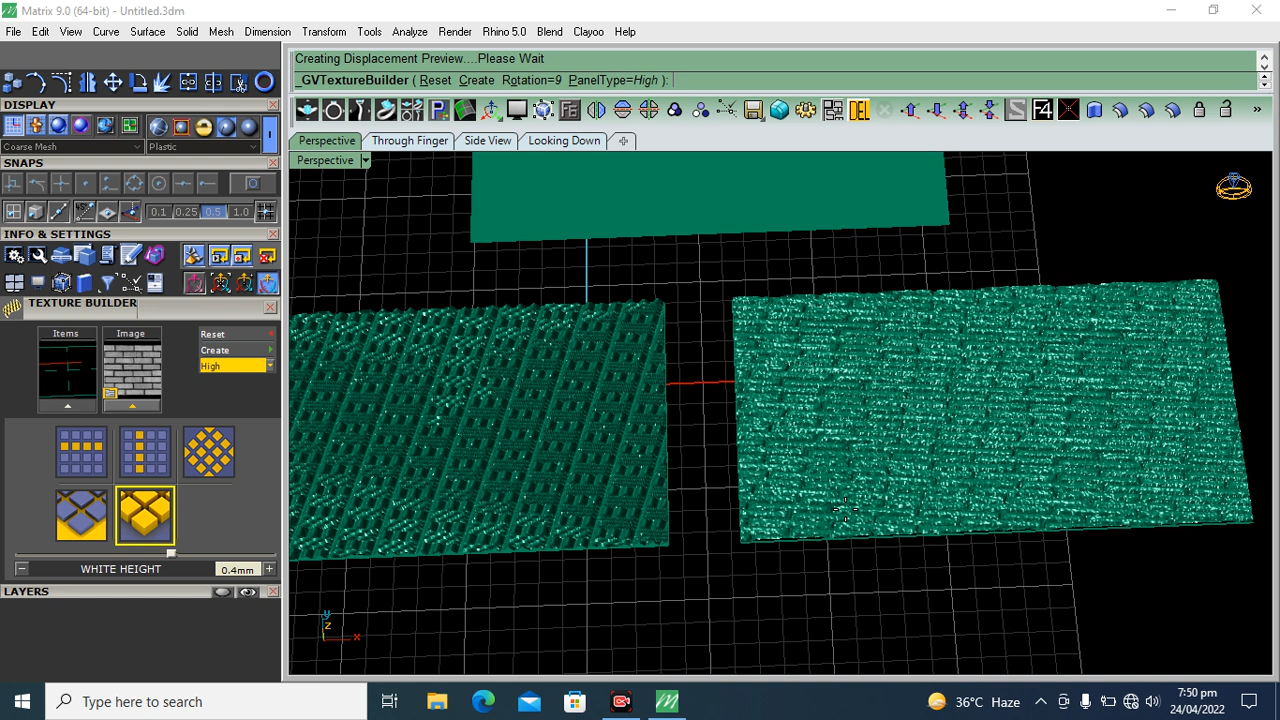 Matrix 9.0 (64-bit) - Untitled.3dm
File Edit View Curve Surface Solid Mesh Dimension Transform Tools Analyze Render Rhino 5.0 Blend Clayoo Help
Creating Displacement Preview....Please Wait
_GVTextureBuilder ( Reset Create Rotation=9 PanelType=High ):
DISPLAY
Coarse Mesh Plastic
SNAPS
0.1 0.25 0.5 1.0
INFO & SETTINGS
TEXTURE BUILDER
Items Image
Reset
Create
High
WHITE HEIGHT 0.4mm
LAYERS
P FE DEL S F4 »
Perspective Through Finger Side View Looking Down
Perspective
y
z
x
Type here to search
36°C Haze
7:50 pm
24/04/2022